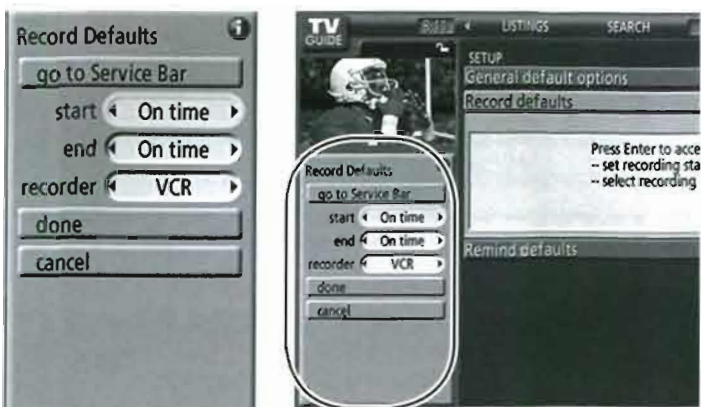 Record Defaults
go to Service Bar
start On time
end On time
recorder VCR
done
cancel
TV
GUIDE
LISTINGS
SEARCH
SETUP
General default options
Record defaults
Press Enter to acce
-- set recording sta
-- select recording
Record Defaults
go to Service Bar
start On time
end On time
recorder VCR
done
cancel
Remind defaults